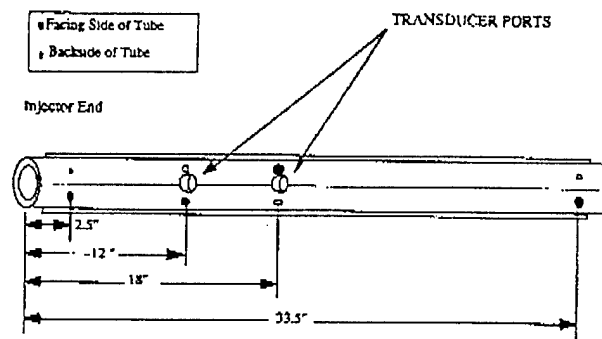 Facing Side of Tube
Backside of Tube
TRANSDUCER PORTS
Injector End
2.5"
-12"
18"
33.5"